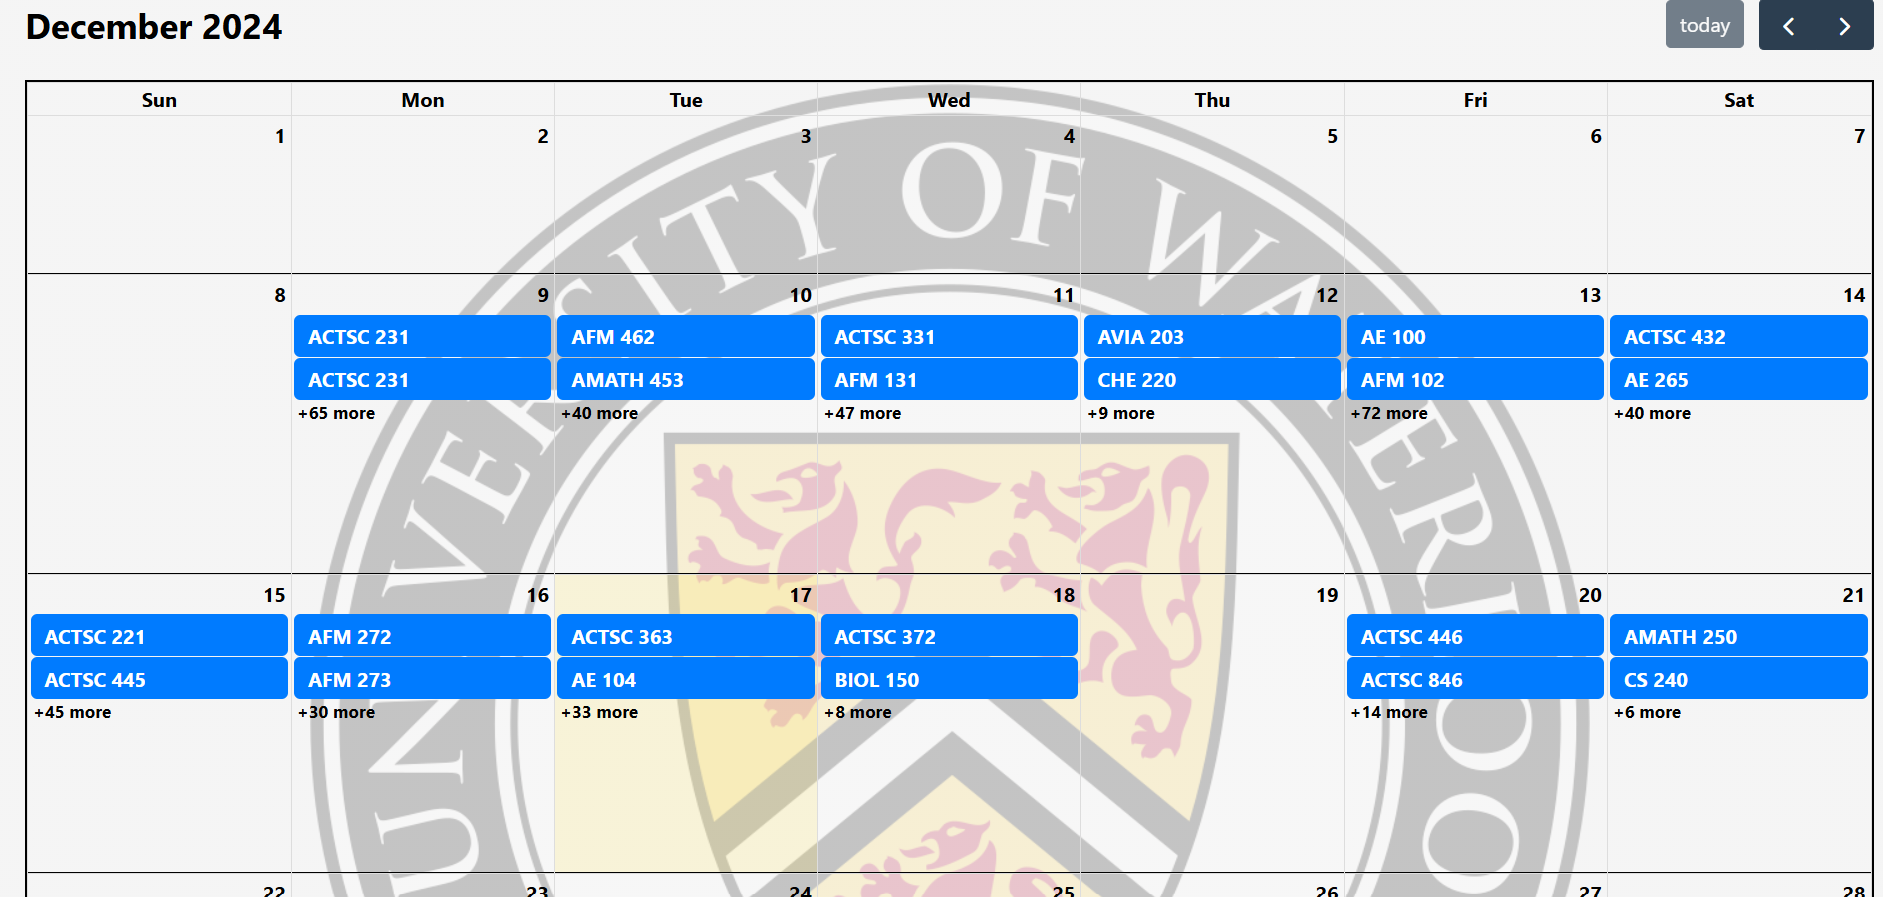 December 2024
today
Sun Mon Tue Wed Thu Fri Sat
1 2 3 4 5 6 7
UNIVERSITY OF WATERLOO
8 9 10 11 12 13 14
ACTSC 231 AFM 462 ACTSC 331 AVIA 203 AE 100 ACTSC 432
ACTSC 231 AMATH 453 AFM 131 CHE 220 AFM 102 AE 265
+65 more +40 more +47 more +9 more +72 more +40 more
15 16 17 18 19 20 21
ACTSC 221 AFM 272 ACTSC 363 ACTSC 372 ACTSC 446 AMATH 250
ACTSC 445 AFM 273 AE 104 BIOL 150 ACTSC 846 CS 240
+45 more +30 more +33 more +8 more +14 more +6 more
22 23 24 25 26 27 28